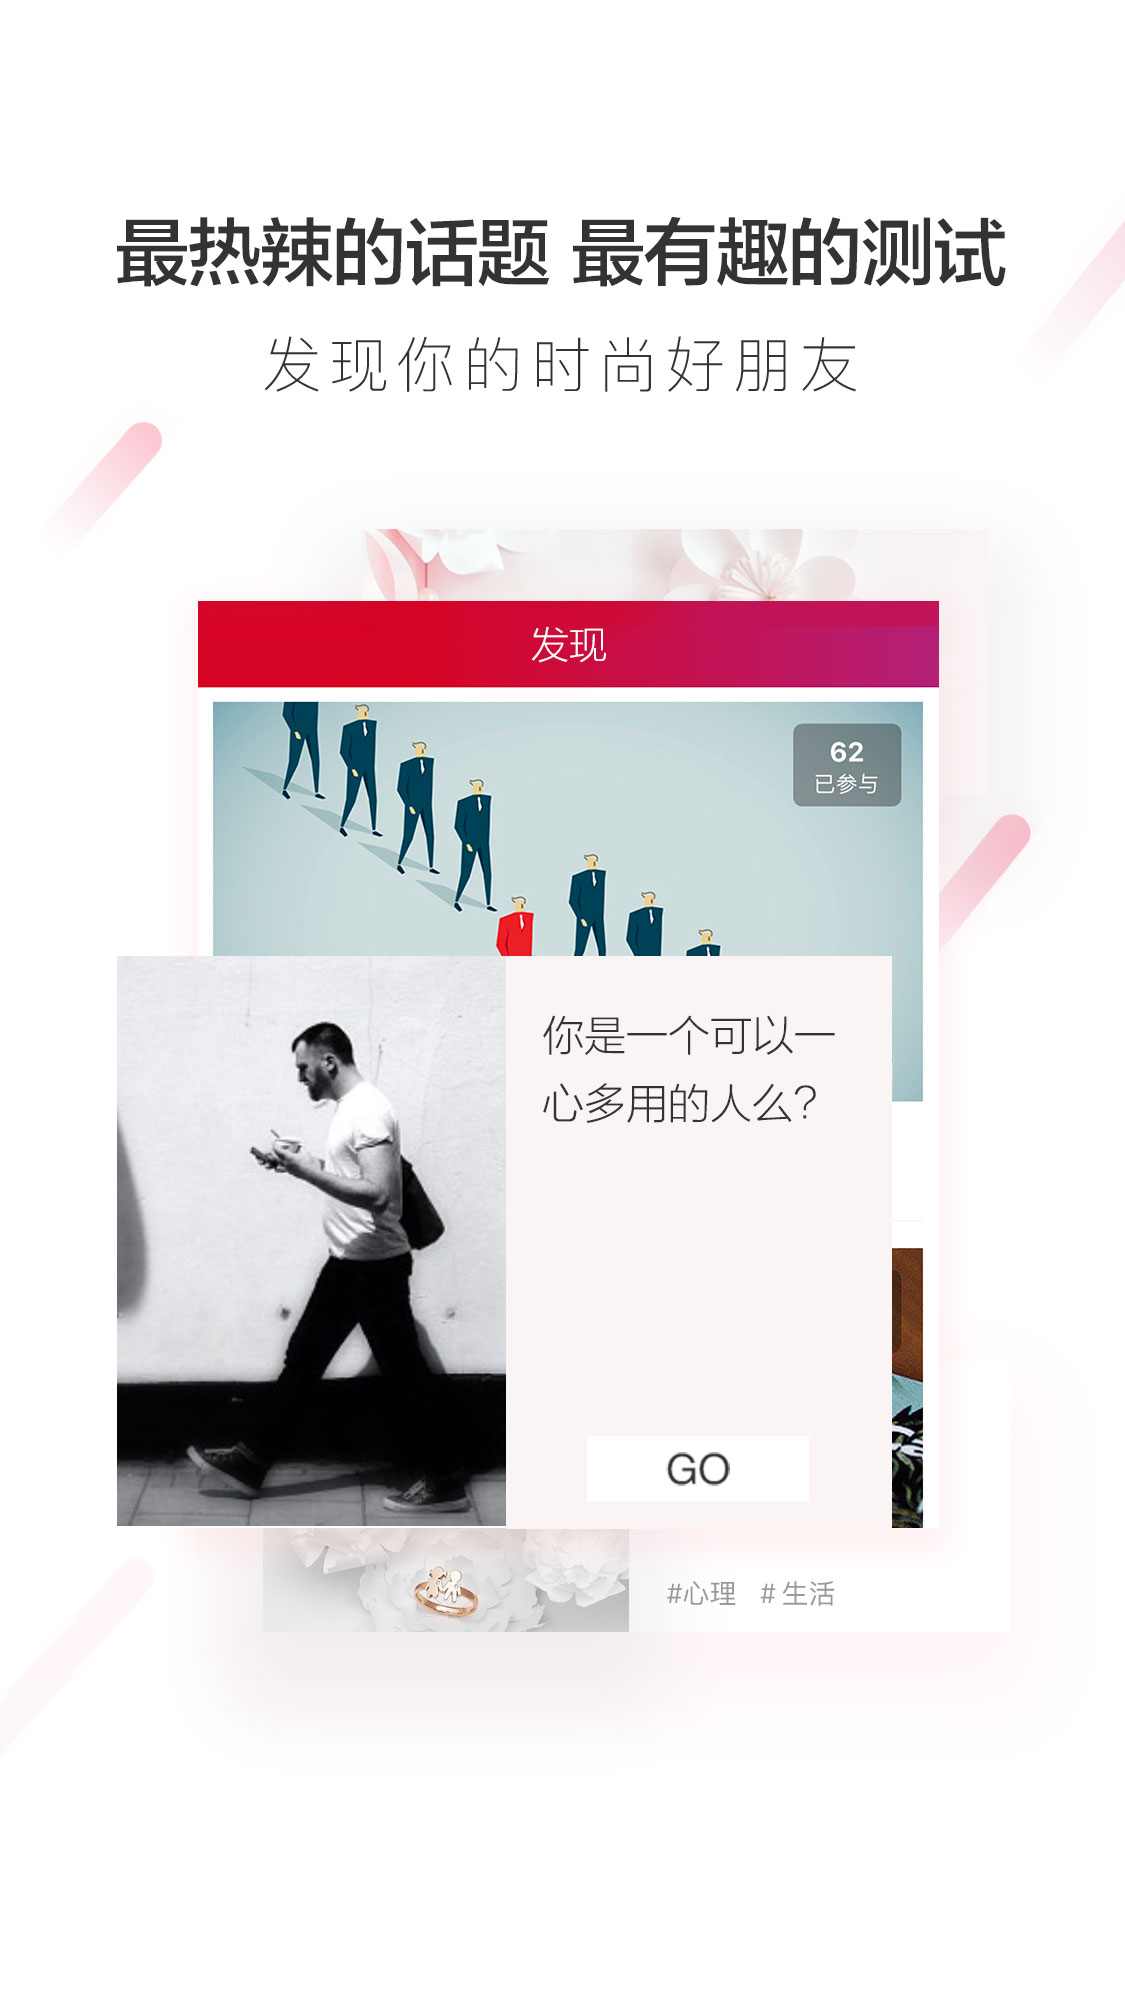 最热辣的话题 最有趣的测试
发现你的时尚好朋友
发现
62
已参与
你是一个可以一
心多用的人么？
GO
#心理 # 生活